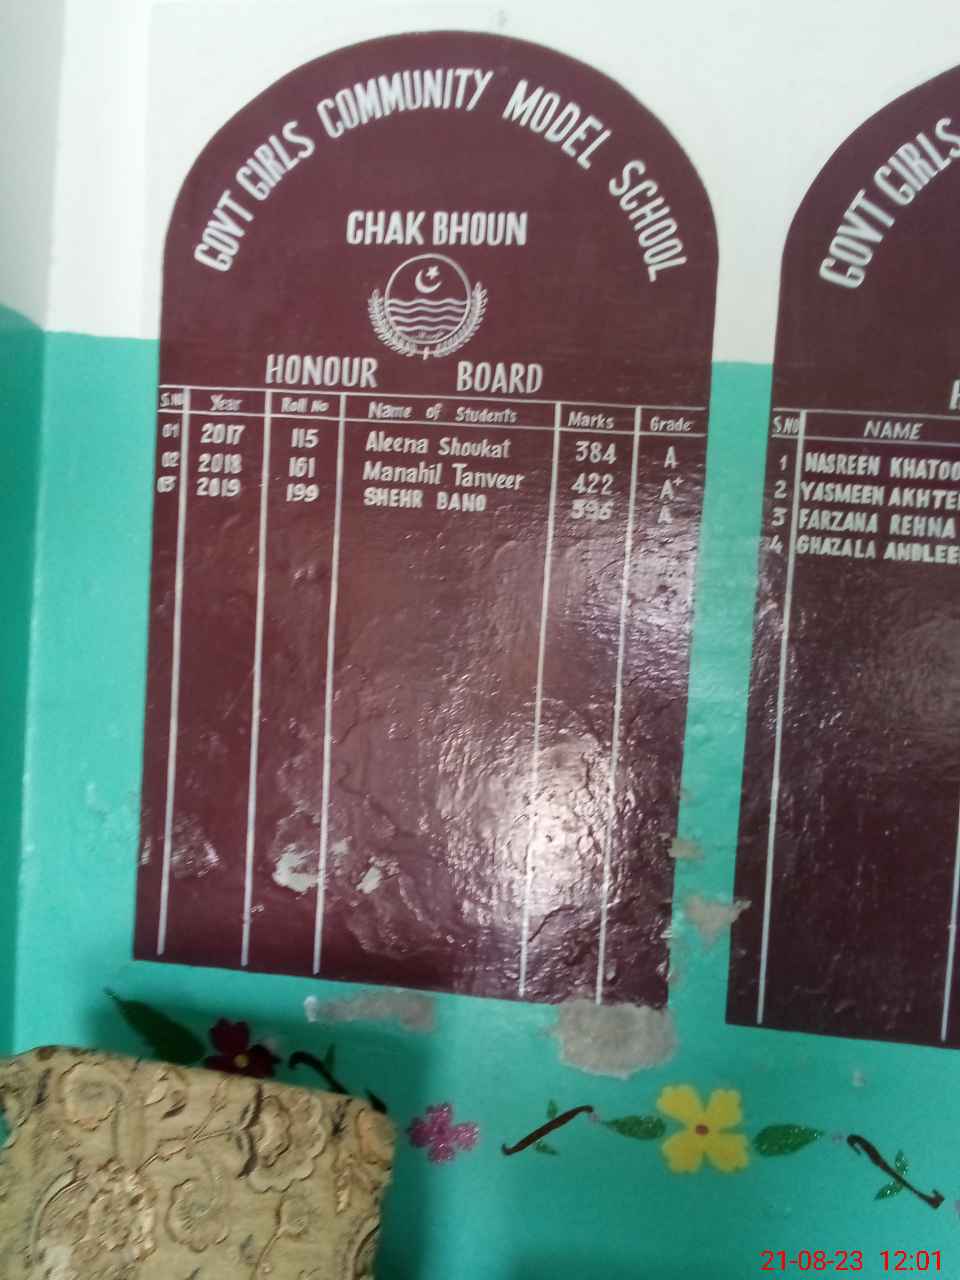 GOVT GIRLS COMMUNITY MODEL SCHOOL
CHAK BHOUN
HONOUR BOARD
S.NO Year Roll No Name of Students Marks Grade
01 2017 115 Aleena Shoukat 384 A
02 2018 161 Manahil Tanveer 422 A+
03 2019 199 SHEHR BANO 396 A
GOVT GIRLS
S.NO NAME
1 NASREEN KHATOO
2 YASMEEN AKHTE
3 FARZANA REHNA
4 GHAZALA ANDLEE
21-08-23 12:01